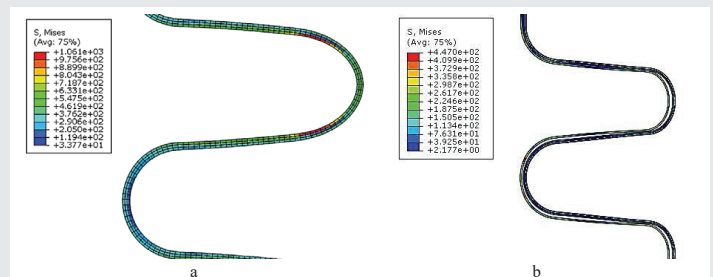 S, Mises
(Avg: 75%)
+1.061e+03
+9.756e+02
+8.899e+02
+8.043e+02
+7.187e+02
+6.331e+02
+5.475e+02
+4.619e+02
+3.762e+02
+2.906e+02
+2.050e+02
+1.194e+02
+3.377e+01
a
S, Mises
(Avg: 75%)
+4.470e+02
+4.099e+02
+3.729e+02
+3.358e+02
+2.987e+02
+2.617e+02
+2.246e+02
+1.875e+02
+1.505e+02
+1.134e+02
+7.631e+01
+3.925e+01
+2.177e+00
b